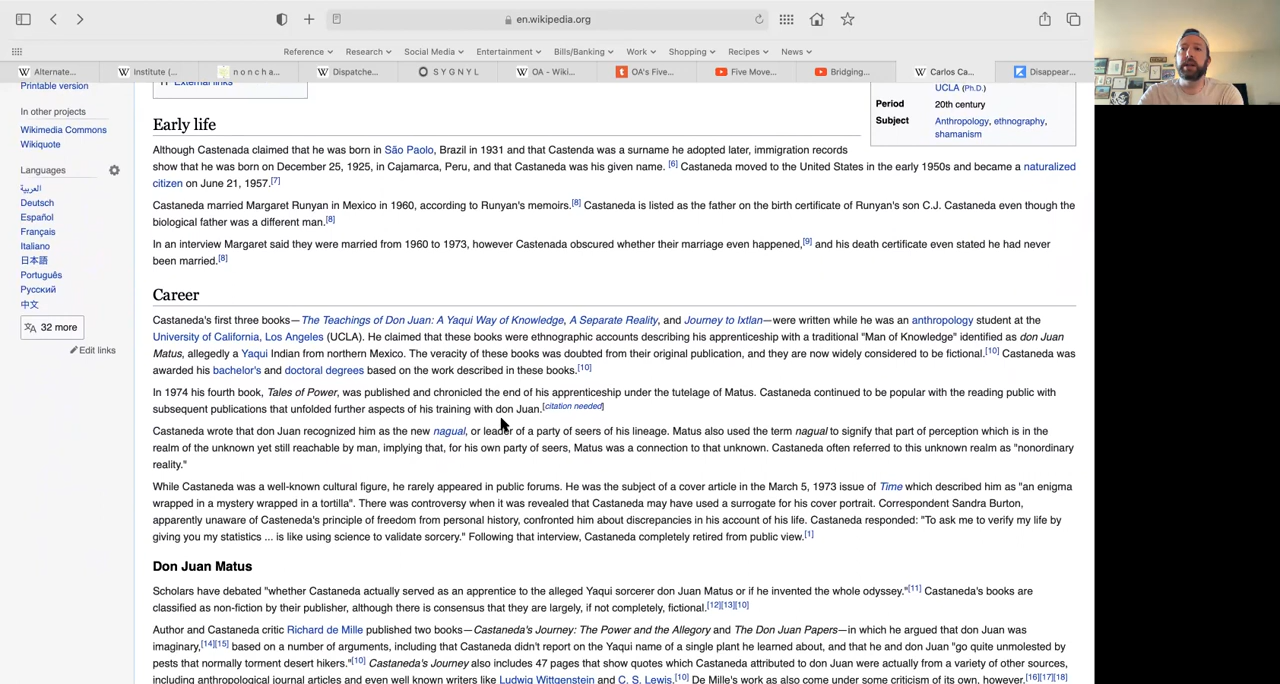 en.wikipedia.org
Reference Research Social Media Entertainment Bills/Banking Work Shopping Recipes News
Alternate... Institute (... n o n c h a... Dispatche... S Y G N Y L OA - Wiki... OA's Five... Five Move... Bridging... Carlos Ca... Disappear...
Printable version
In other projects
Wikimedia Commons
Wikiquote
Languages
العربية
Deutsch
Español
Français
Italiano
日本語
Português
Русский
中文
32 more
Edit links
External links
UCLA (Ph.D.)
Period 20th century
Subject Anthropology, ethnography,
shamanism
Early life
Although Castenada claimed that he was born in São Paolo, Brazil in 1931 and that Castenda was a surname he adopted later, immigration records
show that he was born on December 25, 1925, in Cajamarca, Peru, and that Castaneda was his given name. [6] Castaneda moved to the United States in the early 1950s and became a naturalized
citizen on June 21, 1957.[7]
Castaneda married Margaret Runyan in Mexico in 1960, according to Runyan's memoirs.[8] Castaneda is listed as the father on the birth certificate of Runyan's son C.J. Castaneda even though the
biological father was a different man.[8]
In an interview Margaret said they were married from 1960 to 1973, however Castenada obscured whether their marriage even happened,[9] and his death certificate even stated he had never
been married.[8]
Career
Castaneda's first three books—The Teachings of Don Juan: A Yaqui Way of Knowledge, A Separate Reality, and Journey to Ixtlan—were written while he was an anthropology student at the
University of California, Los Angeles (UCLA). He claimed that these books were ethnographic accounts describing his apprenticeship with a traditional "Man of Knowledge" identified as don Juan
Matus, allegedly a Yaqui Indian from northern Mexico. The veracity of these books was doubted from their original publication, and they are now widely considered to be fictional.[10] Castaneda was
awarded his bachelor's and doctoral degrees based on the work described in these books.[10]
In 1974 his fourth book, Tales of Power, was published and chronicled the end of his apprenticeship under the tutelage of Matus. Castaneda continued to be popular with the reading public with
subsequent publications that unfolded further aspects of his training with don Juan.[citation needed]
Castaneda wrote that don Juan recognized him as the new nagual, or leader of a party of seers of his lineage. Matus also used the term nagual to signify that part of perception which is in the
realm of the unknown yet still reachable by man, implying that, for his own party of seers, Matus was a connection to that unknown. Castaneda often referred to this unknown realm as "nonordinary
reality."
While Castaneda was a well-known cultural figure, he rarely appeared in public forums. He was the subject of a cover article in the March 5, 1973 issue of Time which described him as "an enigma
wrapped in a mystery wrapped in a tortilla". There was controversy when it was revealed that Castaneda may have used a surrogate for his cover portrait. Correspondent Sandra Burton,
apparently unaware of Casteneda's principle of freedom from personal history, confronted him about discrepancies in his account of his life. Castaneda responded: "To ask me to verify my life by
giving you my statistics ... is like using science to validate sorcery." Following that interview, Castaneda completely retired from public view.[1]
Don Juan Matus
Scholars have debated "whether Castaneda actually served as an apprentice to the alleged Yaqui sorcerer don Juan Matus or if he invented the whole odyssey."[11] Castaneda's books are
classified as non-fiction by their publisher, although there is consensus that they are largely, if not completely, fictional.[12][13][10]
Author and Castaneda critic Richard de Mille published two books—Castaneda's Journey: The Power and the Allegory and The Don Juan Papers—in which he argued that don Juan was
imaginary,[14][15] based on a number of arguments, including that Castaneda didn't report on the Yaqui name of a single plant he learned about, and that he and don Juan "go quite unmolested by
pests that normally torment desert hikers."[10] Castaneda's Journey also includes 47 pages that show quotes which Castaneda attributed to don Juan were actually from a variety of other sources,
including anthropological journal articles and even well known writers like Ludwig Wittgenstein and C. S. Lewis.[10] De Mille's work as also come under some criticism of its own, however.[16][17][18]